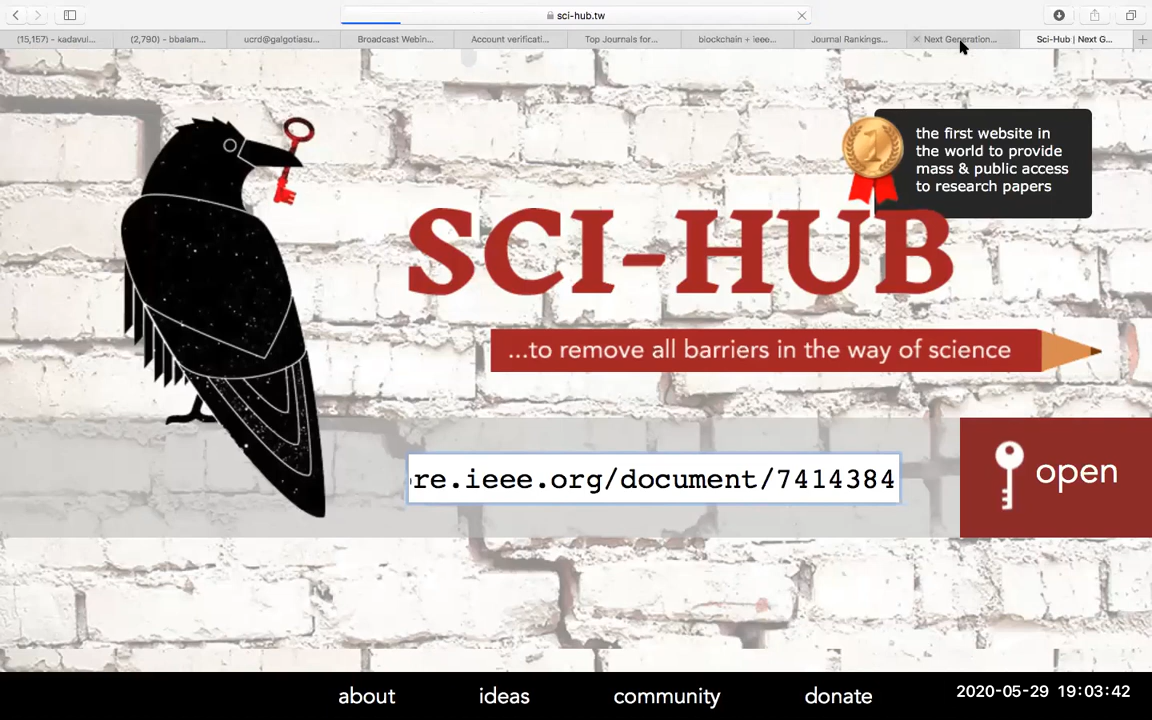 sci-hub.tw
(15,157) - kadavul...
(2,790) - bbalam...
ucrd@galgotiasu...
Broadcast Webin...
Account verificati...
Top Journals for...
blockchain + ieee...
Journal Rankings...
Next Generation...
Sci-Hub | Next G...
the first website in
the world to provide
mass & public access
to research papers
1
SCI-HUB
...to remove all barriers in the way of science
re.ieee.org/document/7414384
open
about
ideas
community
donate
2020-05-29 19:03:42